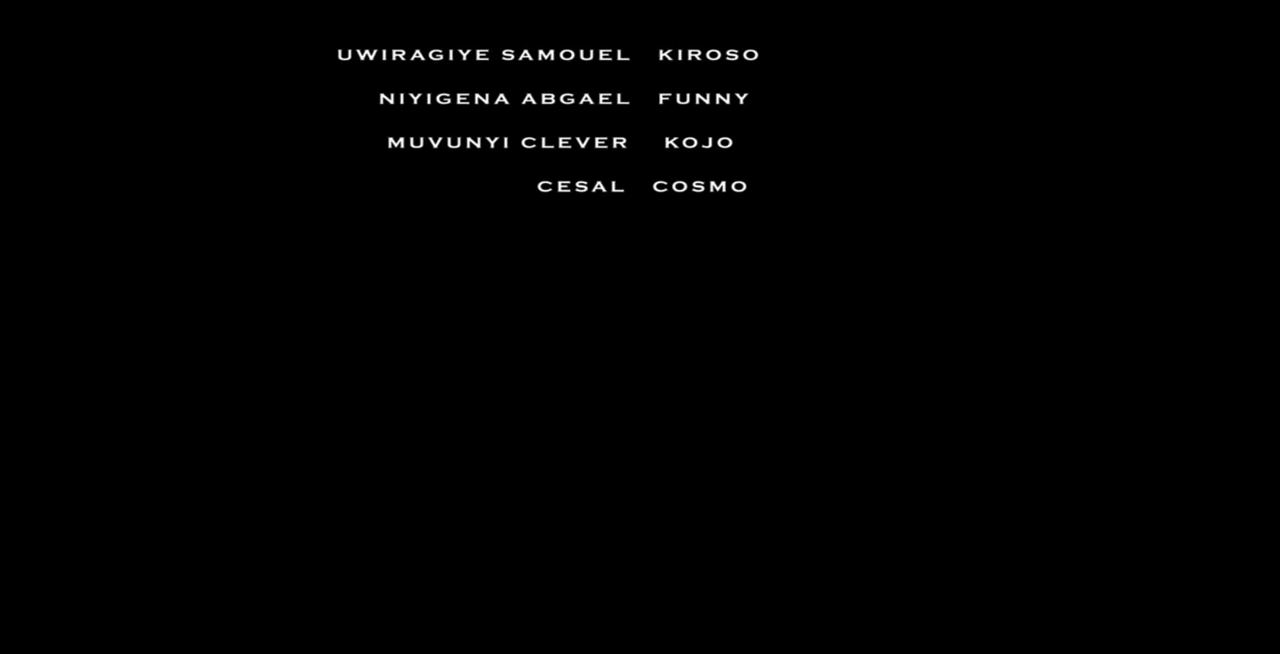 UWIRAGIYE SAMOUEL KIROSO
NIYIGENA ABGAEL FUNNY
MUVUNYI CLEVER KOJO
CESAL COSMO